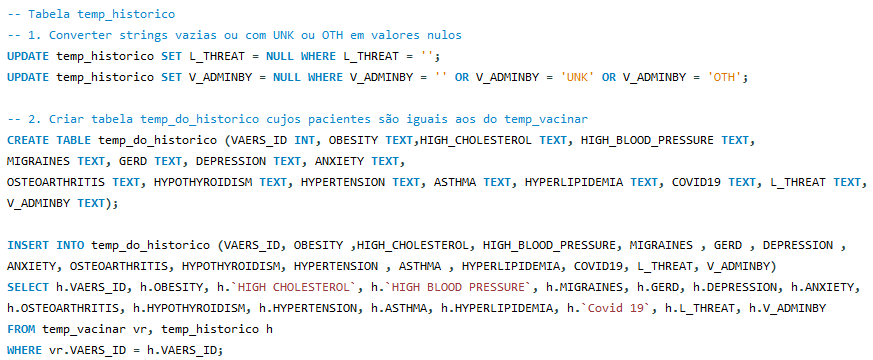 -- Tabela temp_historico
-- 1. Converter strings vazias ou com UNK ou OTH em valores nulos
UPDATE temp_historico SET L_THREAT = NULL WHERE L_THREAT = '';
UPDATE temp_historico SET V_ADMINBY = NULL WHERE V_ADMINBY = '' OR V_ADMINBY = 'UNK' OR V_ADMINBY = 'OTH';
-- 2. Criar tabela temp_do_historico cujos pacientes são iguais aos do temp_vacinar
CREATE TABLE temp_do_historico (VAERS_ID INT, OBESITY TEXT,HIGH_CHOLESTEROL TEXT, HIGH_BLOOD_PRESSURE TEXT,
MIGRAINES TEXT, GERD TEXT, DEPRESSION TEXT, ANXIETY TEXT,
OSTEOARTHRITIS TEXT, HYPOTHYROIDISM TEXT, HYPERTENSION TEXT, ASTHMA TEXT, HYPERLIPIDEMIA TEXT, COVID19 TEXT, L_THREAT TEXT,
V_ADMINBY TEXT);
INSERT INTO temp_do_historico (VAERS_ID, OBESITY ,HIGH_CHOLESTEROL, HIGH_BLOOD_PRESSURE, MIGRAINES , GERD , DEPRESSION ,
ANXIETY, OSTEOARTHRITIS, HYPOTHYROIDISM, HYPERTENSION , ASTHMA , HYPERLIPIDEMIA, COVID19, L_THREAT, V_ADMINBY)
SELECT h.VAERS_ID, h.OBESITY, h.`HIGH CHOLESTEROL`, h.`HIGH BLOOD PRESSURE`, h.MIGRAINES, h.GERD, h.DEPRESSION, h.ANXIETY,
h.OSTEOARTHRITIS, h.HYPOTHYROIDISM, h.HYPERTENSION, h.ASTHMA, h.HYPERLIPIDEMIA, h.`Covid 19`, h.L_THREAT, h.V_ADMINBY
FROM temp_vacinar vr, temp_historico h
WHERE vr.VAERS_ID = h.VAERS_ID;